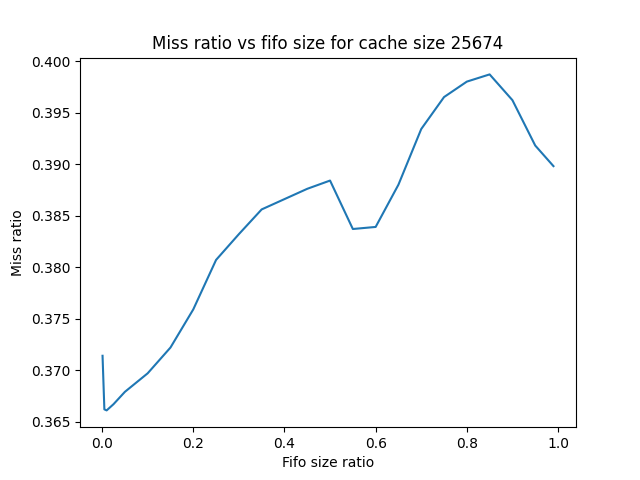 Miss ratio vs fifo size for cache size 25674
0.400
0.395
0.390
0.385
0.380
0.375
0.370
0.365
Miss ratio
0.0 0.2 0.4 0.6 0.8 1.0
Fifo size ratio